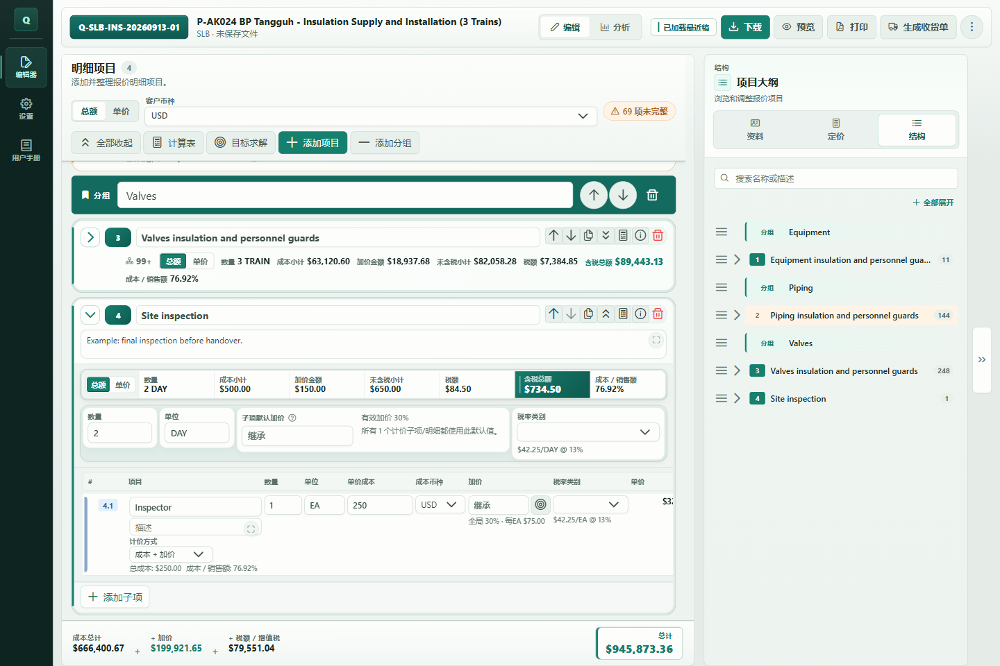 Q
编辑器
设置
用户手册
Q-SLB-INS-20260913-01
P-AK024 BP Tangguh - Insulation Supply and Installation (3 Trains)
SLB · 未保存文件
编辑
分析
已加载最近稿
下载
预览
打印
生成收货单
明细项目 4
添加并整理报价明细项目。
总额 单价
客户币种
USD
69 项未完整
全部收起
计算表
目标求解
添加项目
添加分组
分组 Valves
3 Valves insulation and personnel guards
99+ 总额 单价 数量 3 TRAIN 成本小计 $63,120.60 加价金额 $18,937.68 未含税小计 $82,058.28 税额 $7,384.85 含税总额 $89,443.13
成本 / 销售额 76.92%
4 Site inspection
Example: final inspection before handover.
总额 单价
数量
2 DAY
成本小计
$500.00
加价金额
$150.00
未含税小计
$650.00
税额
$84.50
含税总额
$734.50
成本 / 销售额
76.92%
数量
2
单位
DAY
子项默认加价
继承
有效加价 30%
所有 1 个计价子项/明细都使用此默认值。
税率类别
$42.25/DAY @ 13%
# 项目 数量 单位 单价成本 成本币种 加价 税率类别 单价
4.1 Inspector 1 EA 250 USD 继承
描述
全局 30% · 每EA $75.00
$42.25/EA @ 13%
计价方式
成本 + 加价
总成本: $250.00 成本 / 销售额: 76.92%
添加子项
成本总计
$666,400.67
+
+ 加价
$199,921.65
+
+ 税额 / 增值税
$79,551.04
总计
$945,873.36
结构
项目大纲
浏览和调整报价项目
资料
定价
结构
搜索名称或描述
全部展开
分组 Equipment
1 Equipment insulation and personnel gua... 11
分组 Piping
2 Piping insulation and personnel guards 144
分组 Valves
3 Valves insulation and personnel guards 248
4 Site inspection 1